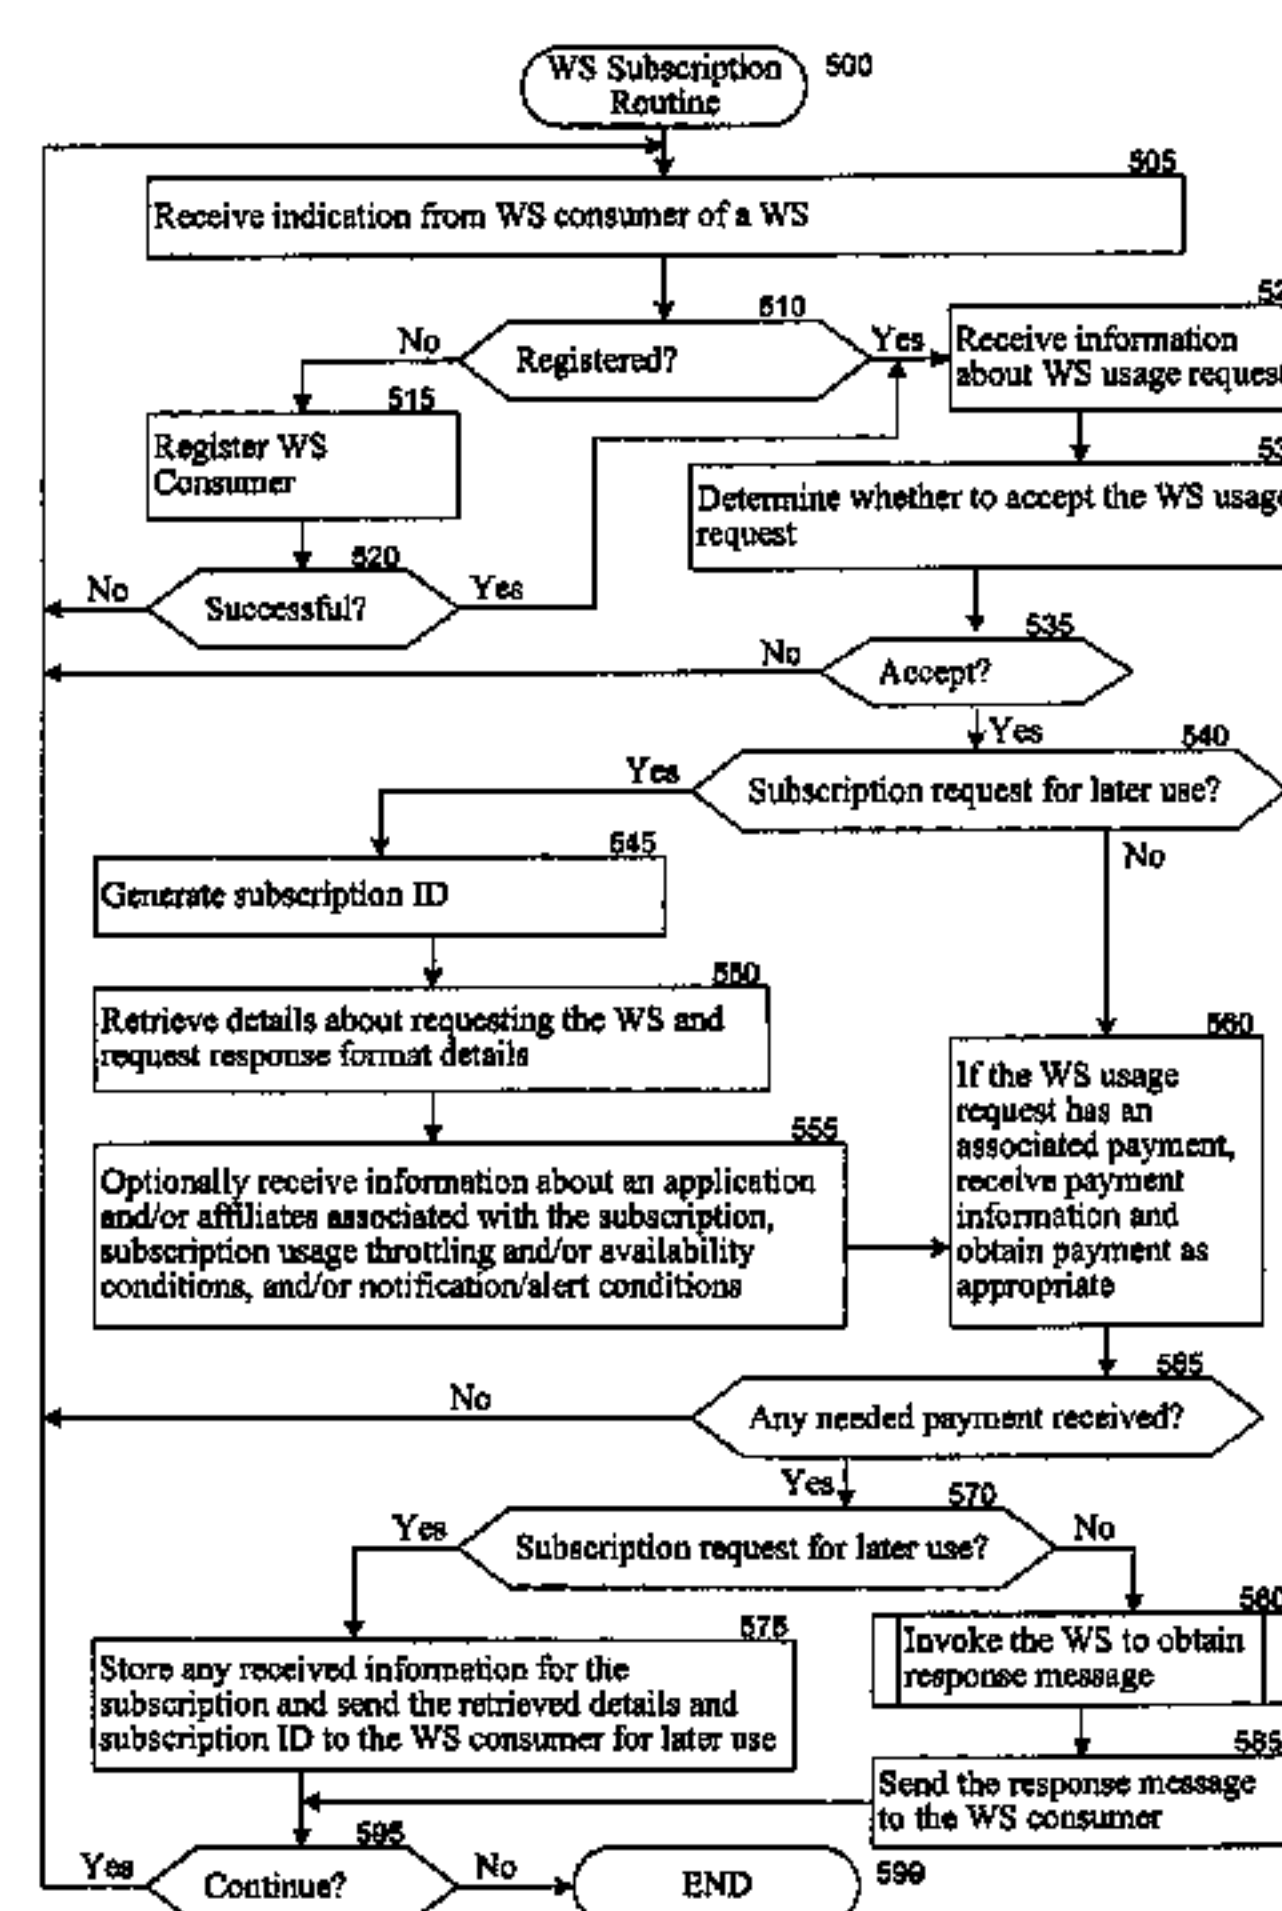 WS Subscription
Routine
500
505
Receive indication from WS consumer of a WS
510
No
Registered?
Yes
Receive information
about WS usage request
515
Register WS
Consumer
Determine whether to accept the WS usage
request
520
No
Successful?
Yes
535
No
Accept?
Yes
540
Yes
Subscription request for later use?
No
545
Generate subscription ID
550
Retrieve details about requesting the WS and
request response format details
560
If the WS usage
request has an
associated payment,
receive payment
information and
obtain payment as
appropriate
555
Optionally receive information about an application
and/or affiliates associated with the subscription,
subscription usage throttling and/or availability
conditions, and/or notification/alert conditions
565
No
Any needed payment received?
Yes
570
Yes
Subscription request for later use?
No
575
Store any received information for the
subscription and send the retrieved details and
subscription ID to the WS consumer for later use
580
Invoke the WS to obtain
response message
585
Send the response message
to the WS consumer
595
Yes
Continue?
No
END
599